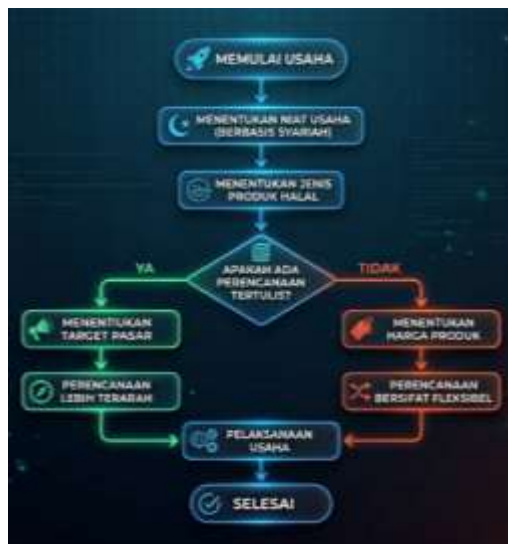 MEMULAI USAHA
MENENTUKAN NIAT USAHA
(BERBASIS SYARIAH)
MENENTUKAN JENIS
PRODUK HALAL
APAKAH ADA
PERENCANAAN
TERTULIS?
YA
TIDAK
MENENTIUKAN
TARGET PASAR
MENENTUKAN
HARGA PRODUK
PERENCANAAN
LEBIH TERARAH
PERENCANAAN
BERSIFAT FLEKSIBEL
PELAKSANAAN
USAHA
SELESAI